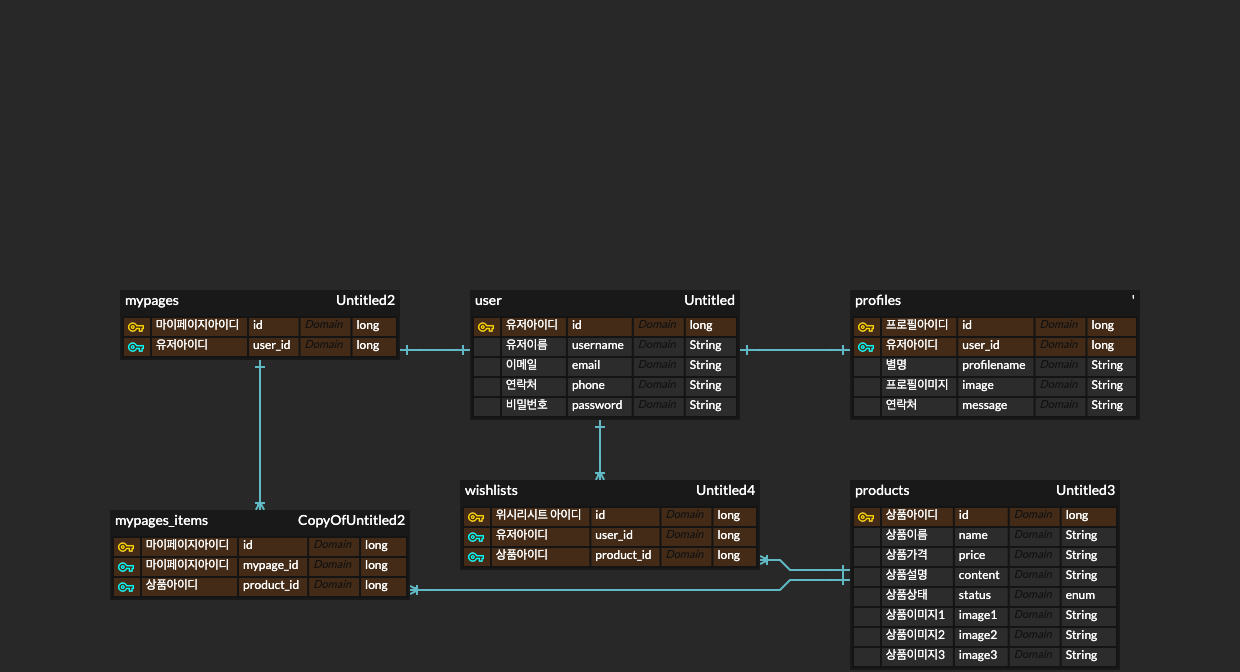 mypages Untitled2
마이페이지아이디 id Domain long
유저아이디 user_id Domain long
user Untitled
유저아이디 id Domain long
유저이름 username Domain String
이메일 email Domain String
연락처 phone Domain String
비밀번호 password Domain String
profiles '
프로필아이디 id Domain long
유저아이디 user_id Domain long
별명 profilename Domain String
프로필이미지 image Domain String
연락처 message Domain String
mypages_items CopyOfUntitled2
마이페이지아이디 id Domain long
마이페이지아이디 mypage_id Domain long
상품아이디 product_id Domain long
wishlists Untitled4
위시리시트 아이디 id Domain long
유저아이디 user_id Domain long
상품아이디 product_id Domain long
products Untitled3
상품아이디 id Domain long
상품이름 name Domain String
상품가격 price Domain String
상품설명 content Domain String
상품상태 status Domain enum
상품이미지1 image1 Domain String
상품이미지2 image2 Domain String
상품이미지3 image3 Domain String